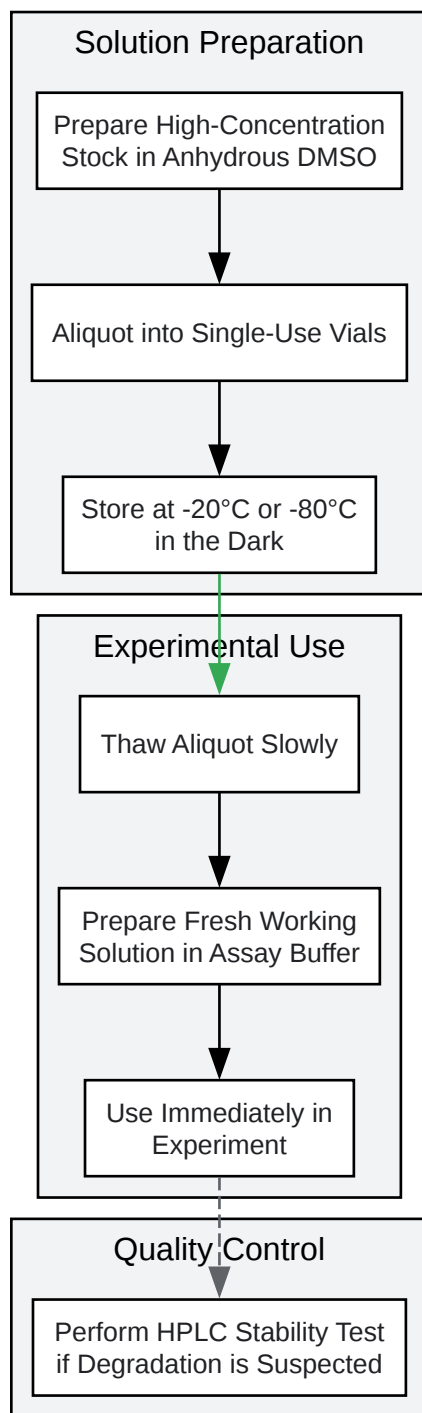 Solution Preparation
Prepare High-Concentration
Stock in Anhydrous DMSO
Aliquot into Single-Use Vials
Store at -20°C or -80°C
in the Dark
Experimental Use
Thaw Aliquot Slowly
Prepare Fresh Working
Solution in Assay Buffer
Use Immediately in
Experiment
Quality Control
Perform HPLC Stability Test
if Degradation is Suspected